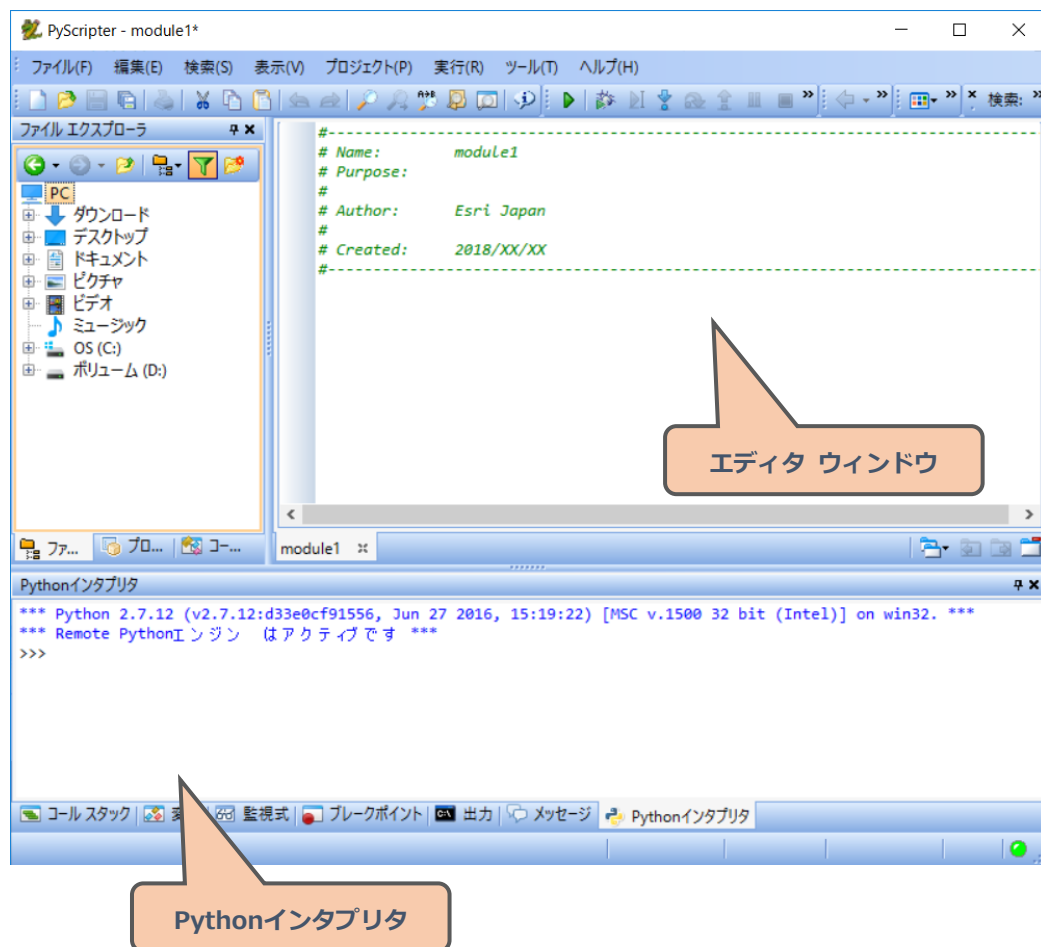 PyScripter - module1*
ファイル(F) 編集(E) 検索(S) 表示(V) プロジェクト(P) 実行(R) ツール(T) ヘルプ(H)
検索:
ファイル エクスプローラ
PC
ダウンロード
デスクトップ
ドキュメント
ピクチャ
ビデオ
ミュージック
OS (C:)
ボリューム (D:)
ファ... プロ... コー...
#------------------------------------------------------------------------
# Name: module1
# Purpose:
#
# Author: Esri Japan
#
# Created: 2018/XX/XX
#------------------------------------------------------------------------
エディタ ウィンドウ
module1
Pythonインタプリタ
*** Python 2.7.12 (v2.7.12:d33e0cf91556, Jun 27 2016, 15:19:22) [MSC v.1500 32 bit (Intel)] on win32. ***
*** Remote Pythonエンジン はアクティブです ***
>>>
コール スタック 監視式 ブレークポイント 出力 メッセージ Pythonインタプリタ
Pythonインタプリタ